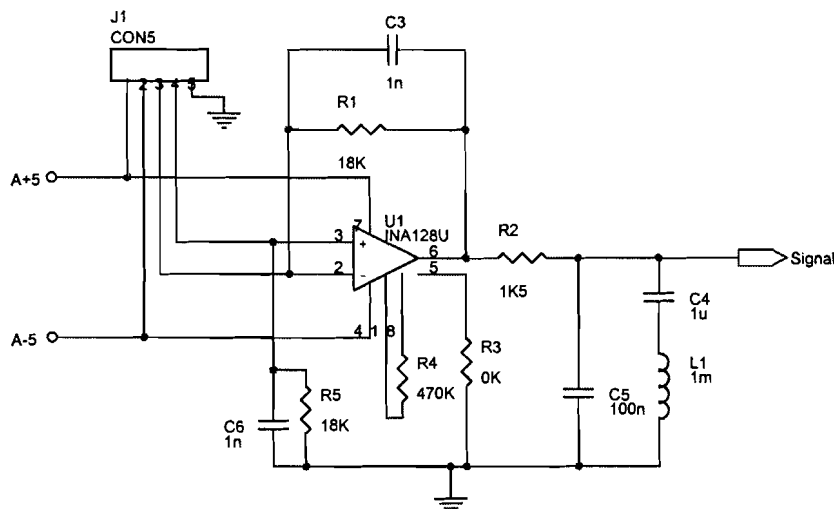 J1
CON5
2 3 4 5
C3
1n
R1
18K
A+5
7
U1
INA128U
3
+
2
-
6
5
R2
1K5
Signal
C4
1u
4 1 8
A-5
R3
0K
R4
470K
L1
1m
C5
100n
R5
18K
C6
1n